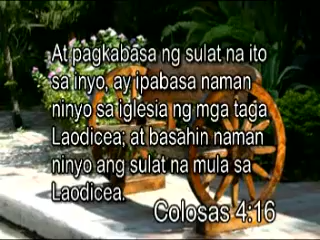 At pagkabasa ng sulat na ito
sa inyo, ay ipabasa naman
ninyo sa iglesia ng mga taga
Laodicea; at basahin naman
ninyo ang sulat na mula sa
Laodicea.
Colosas 4:16